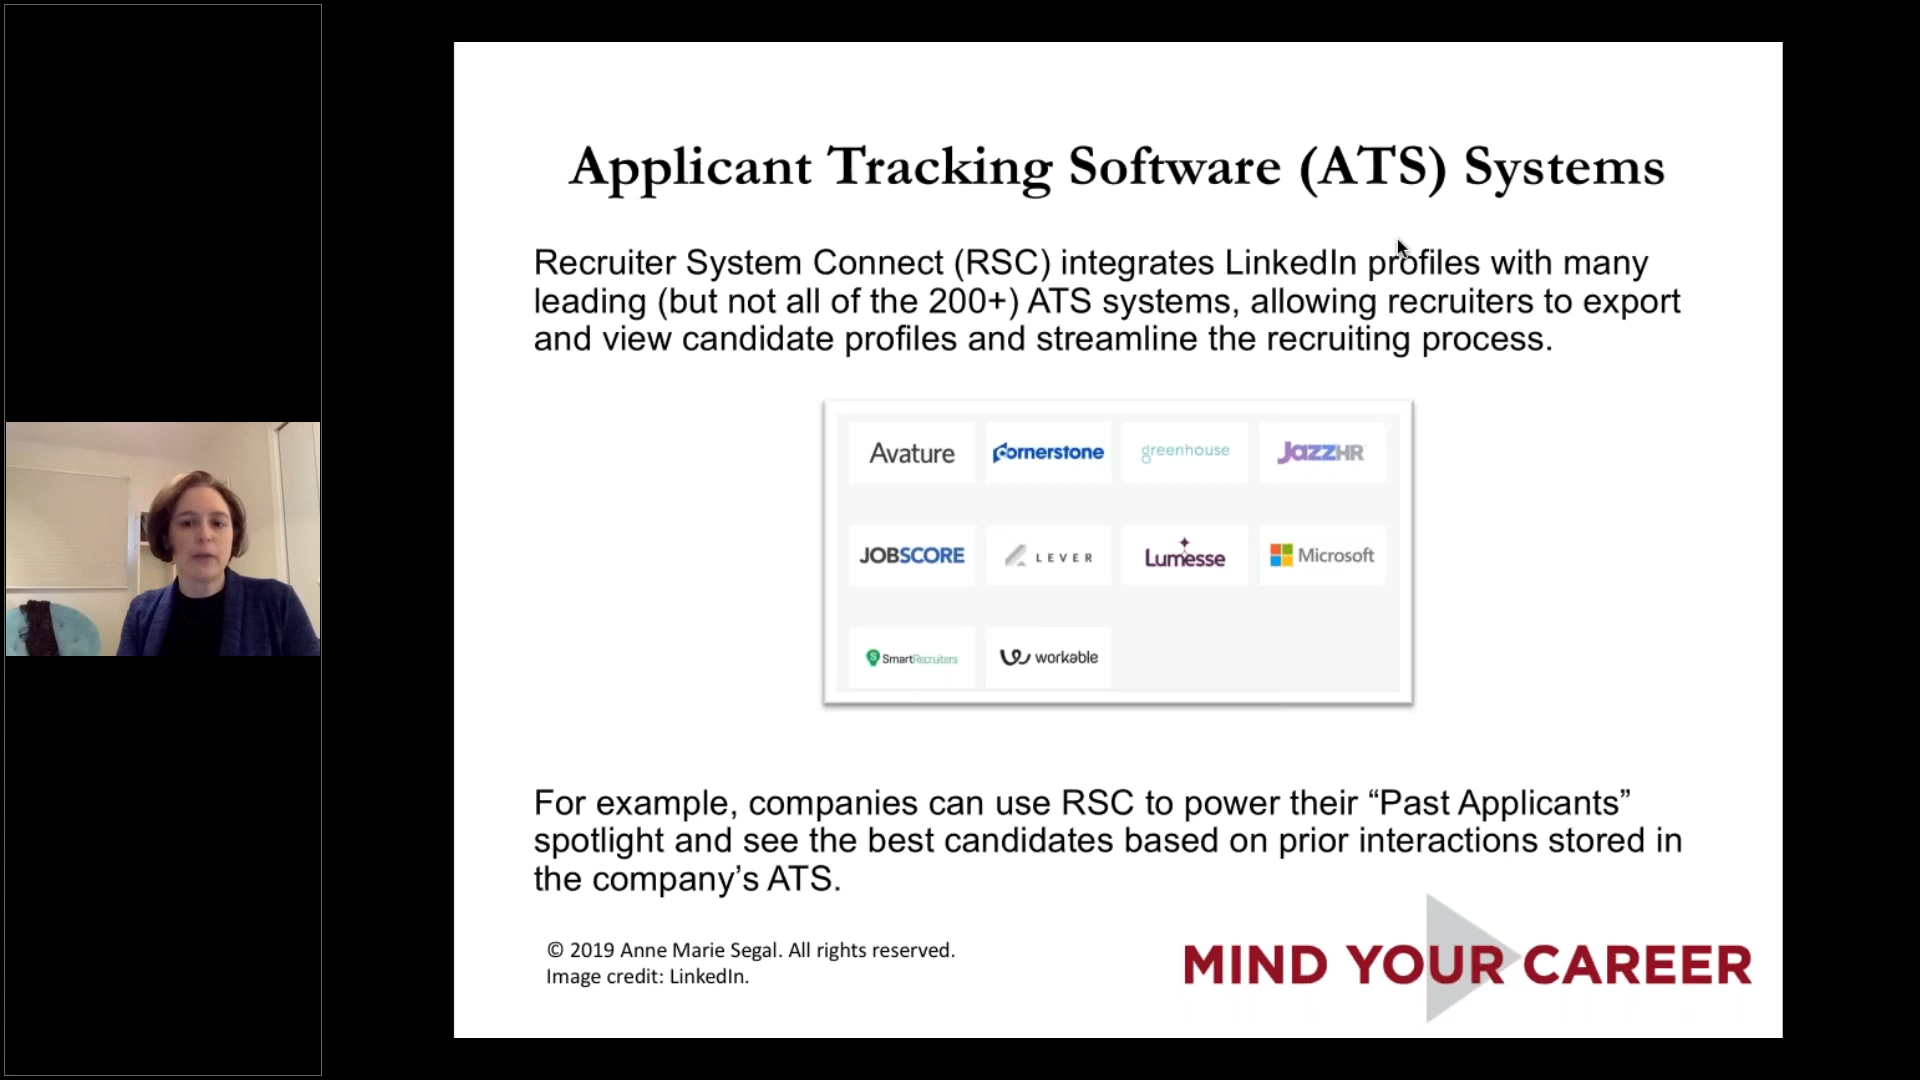 Applicant Tracking Software (ATS) Systems
Recruiter System Connect (RSC) integrates LinkedIn profiles with many
leading (but not all of the 200+) ATS systems, allowing recruiters to export
and view candidate profiles and streamline the recruiting process.
Avature
Cornerstone
greenhouse
JazzHR
JOBSCORE
LEVER
Lumesse
Microsoft
SmartRecruiters
workable
For example, companies can use RSC to power their “Past Applicants”
spotlight and see the best candidates based on prior interactions stored in
the company’s ATS.
© 2019 Anne Marie Segal. All rights reserved.
Image credit: LinkedIn.
MIND YOUR CAREER